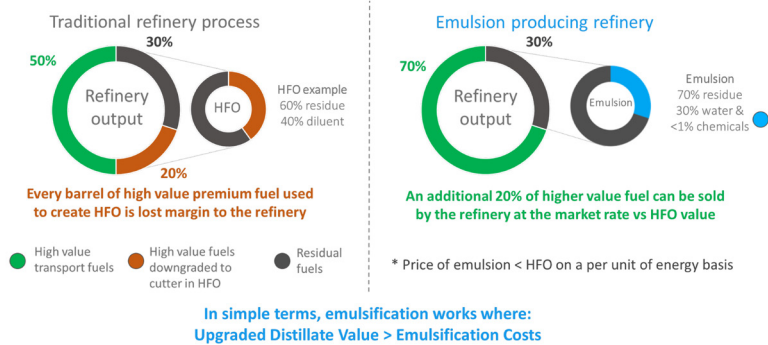 Traditional refinery process
30%
50%
Refinery
output
HFO
HFO example
60% residue
40% diluent
20%
Every barrel of high value premium fuel used
to create HFO is lost margin to the refinery
High value
transport fuels
High value fuels
downgraded to
cutter in HFO
Residual
fuels
Emulsion producing refinery
30%
70%
Refinery
output
Emulsion
Emulsion
70% residue
30% water &
<1% chemicals
An additional 20% of higher value fuel can be sold
by the refinery at the market rate vs HFO value
* Price of emulsion < HFO on a per unit of energy basis
In simple terms, emulsification works where:
Upgraded Distillate Value > Emulsification Costs